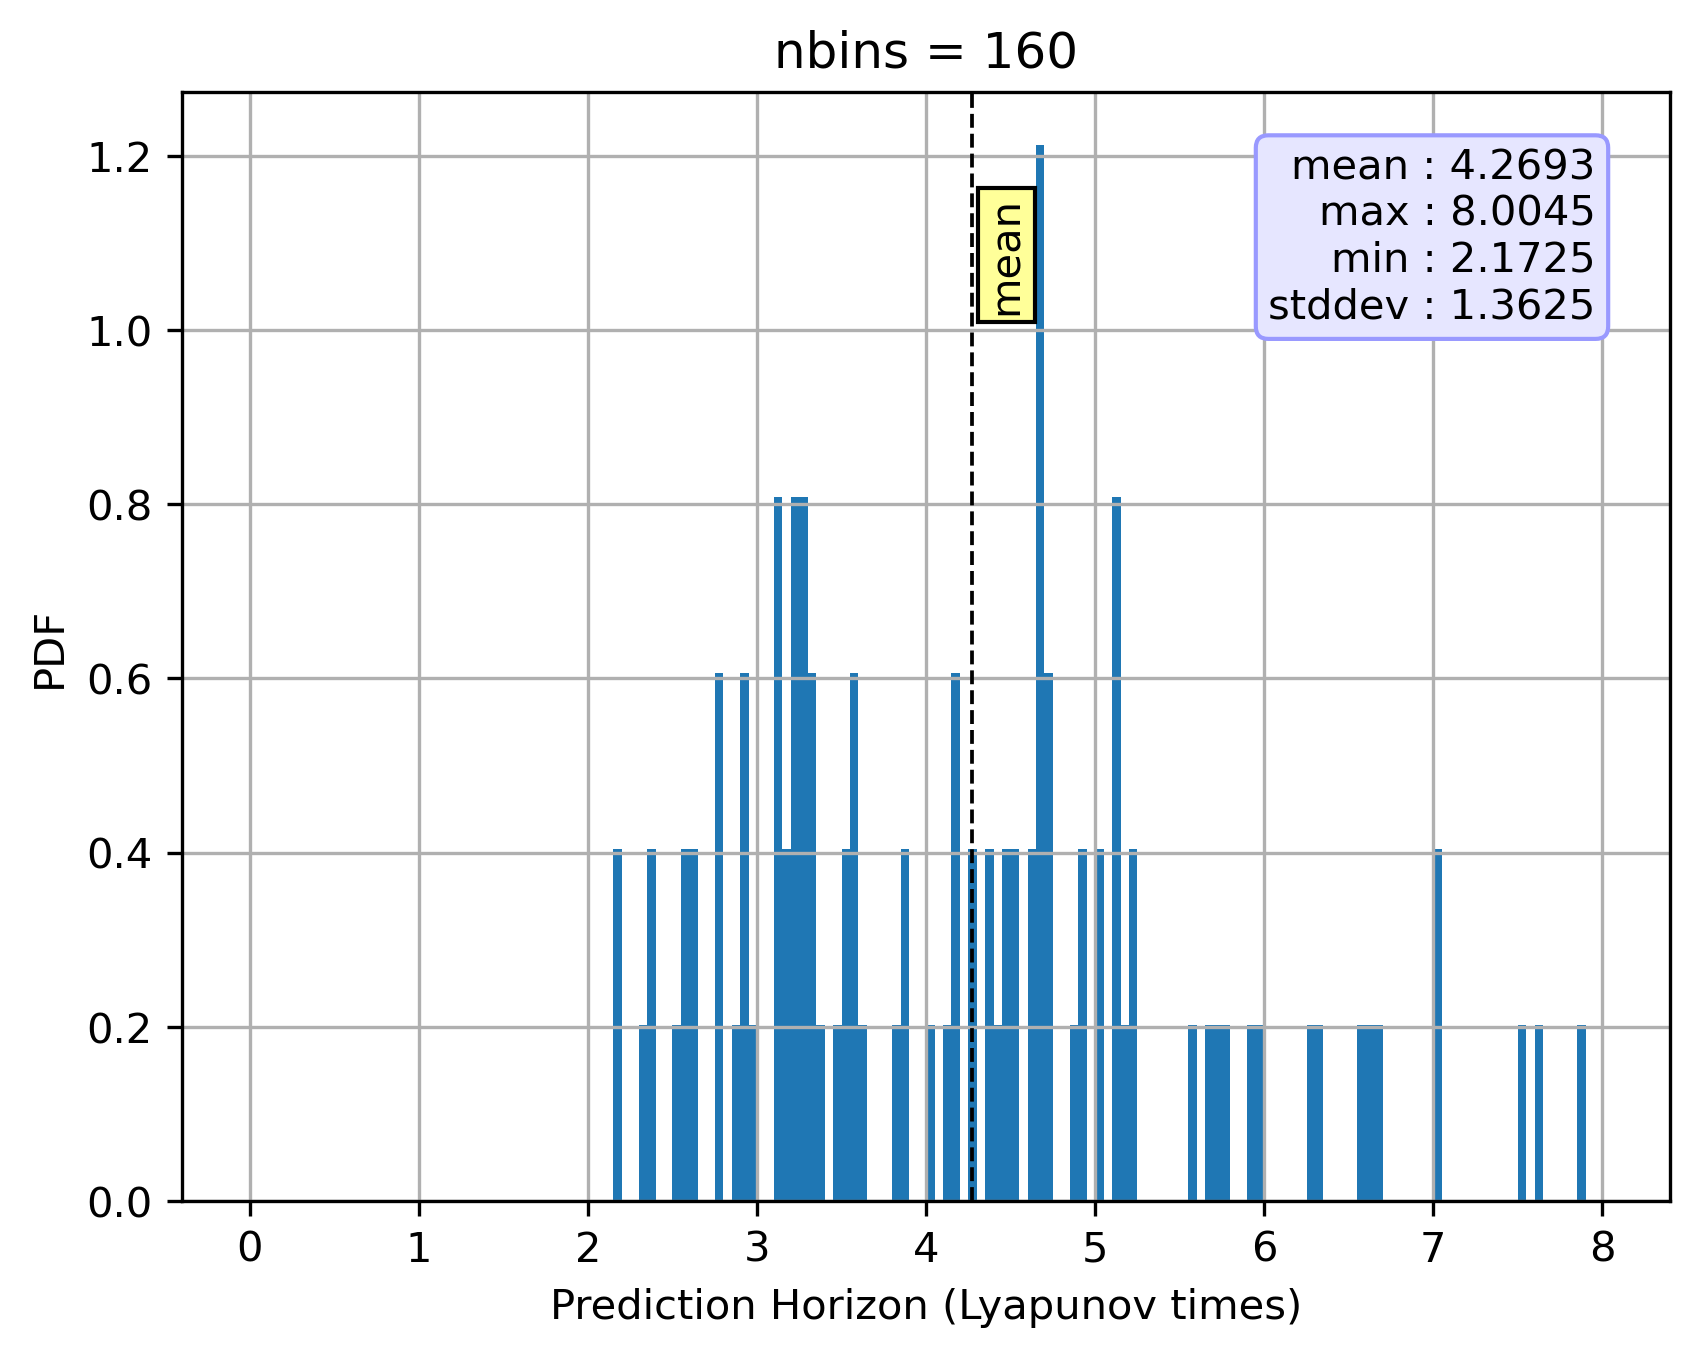 nbins = 160
1.2
1.0
0.8
0.6
0.4
0.2
0.0
PDF
mean
mean : 4.2693
max : 8.0045
min : 2.1725
stddev : 1.3625
0 1 2 3 4 5 6 7 8
Prediction Horizon (Lyapunov times)